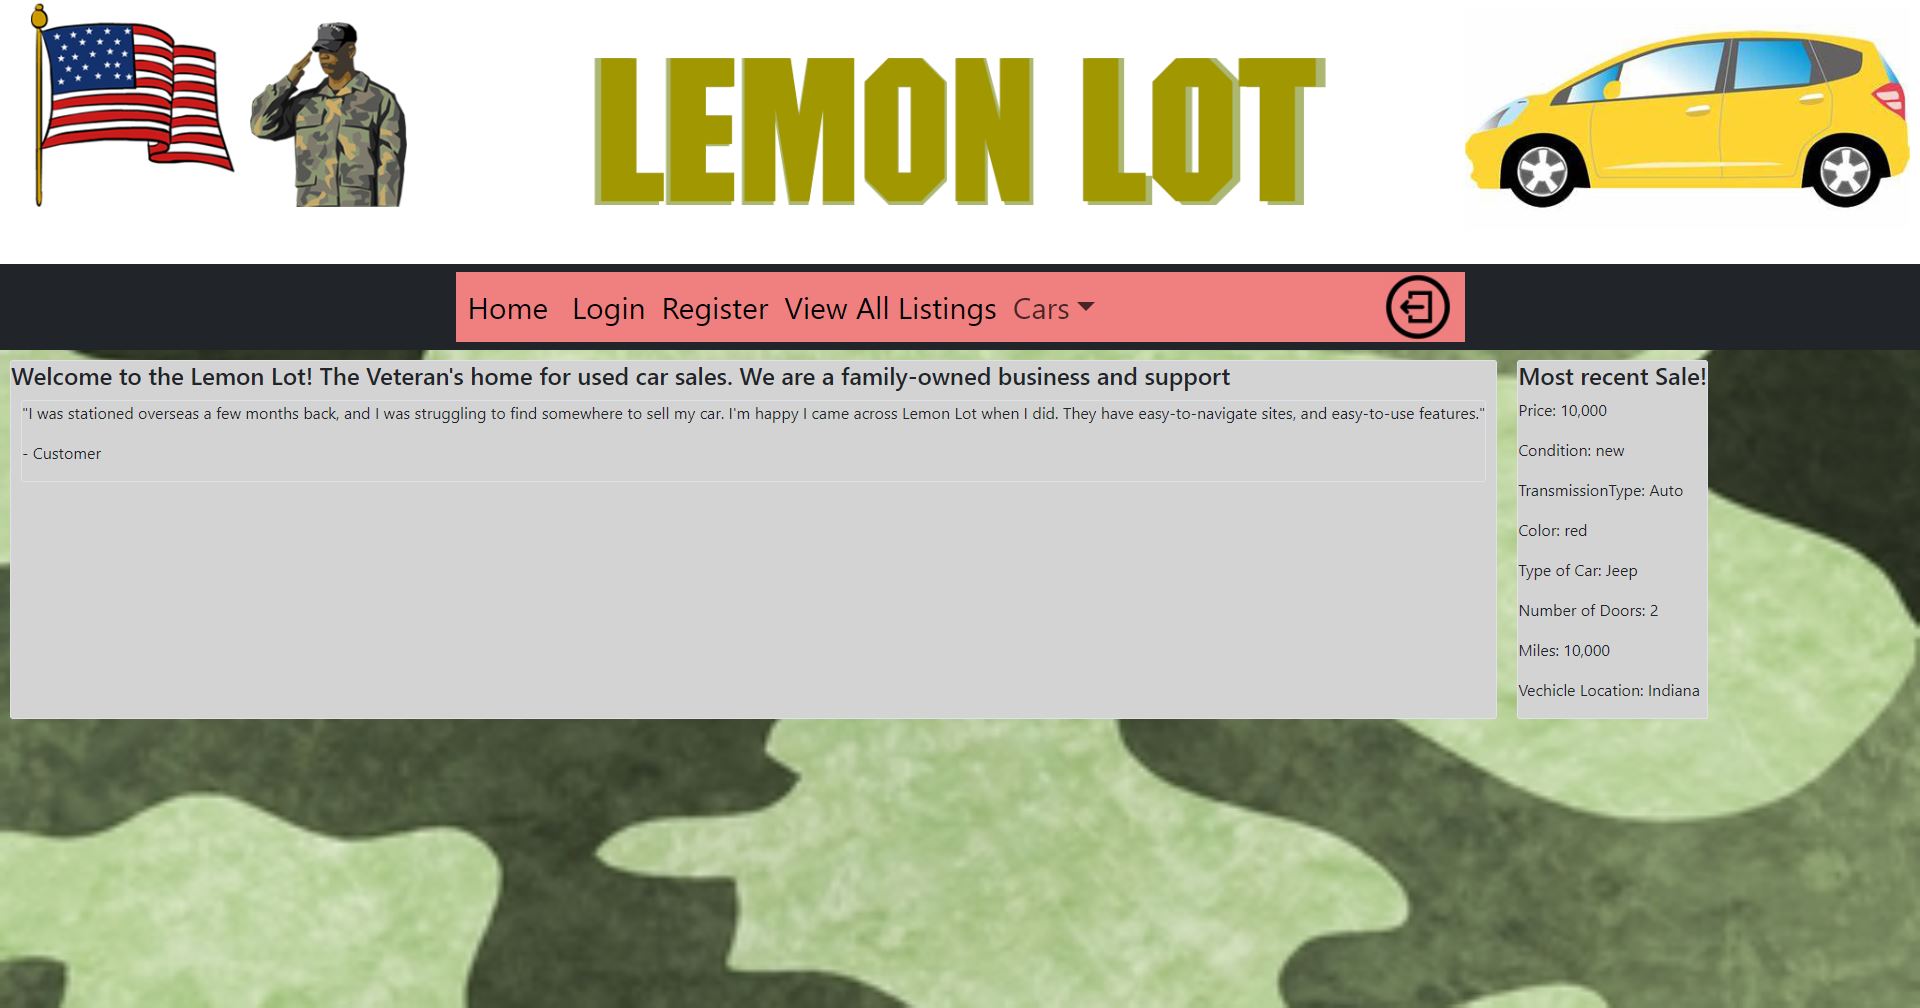 LEMON LOT
Home Login Register View All Listings Cars
Welcome to the Lemon Lot! The Veteran's home for used car sales. We are a family-owned business and support
"I was stationed overseas a few months back, and I was struggling to find somewhere to sell my car. I'm happy I came across Lemon Lot when I did. They have easy-to-navigate sites, and easy-to-use features."
- Customer
Most recent Sale!
Price: 10,000
Condition: new
TransmissionType: Auto
Color: red
Type of Car: Jeep
Number of Doors: 2
Miles: 10,000
Vechicle Location: Indiana